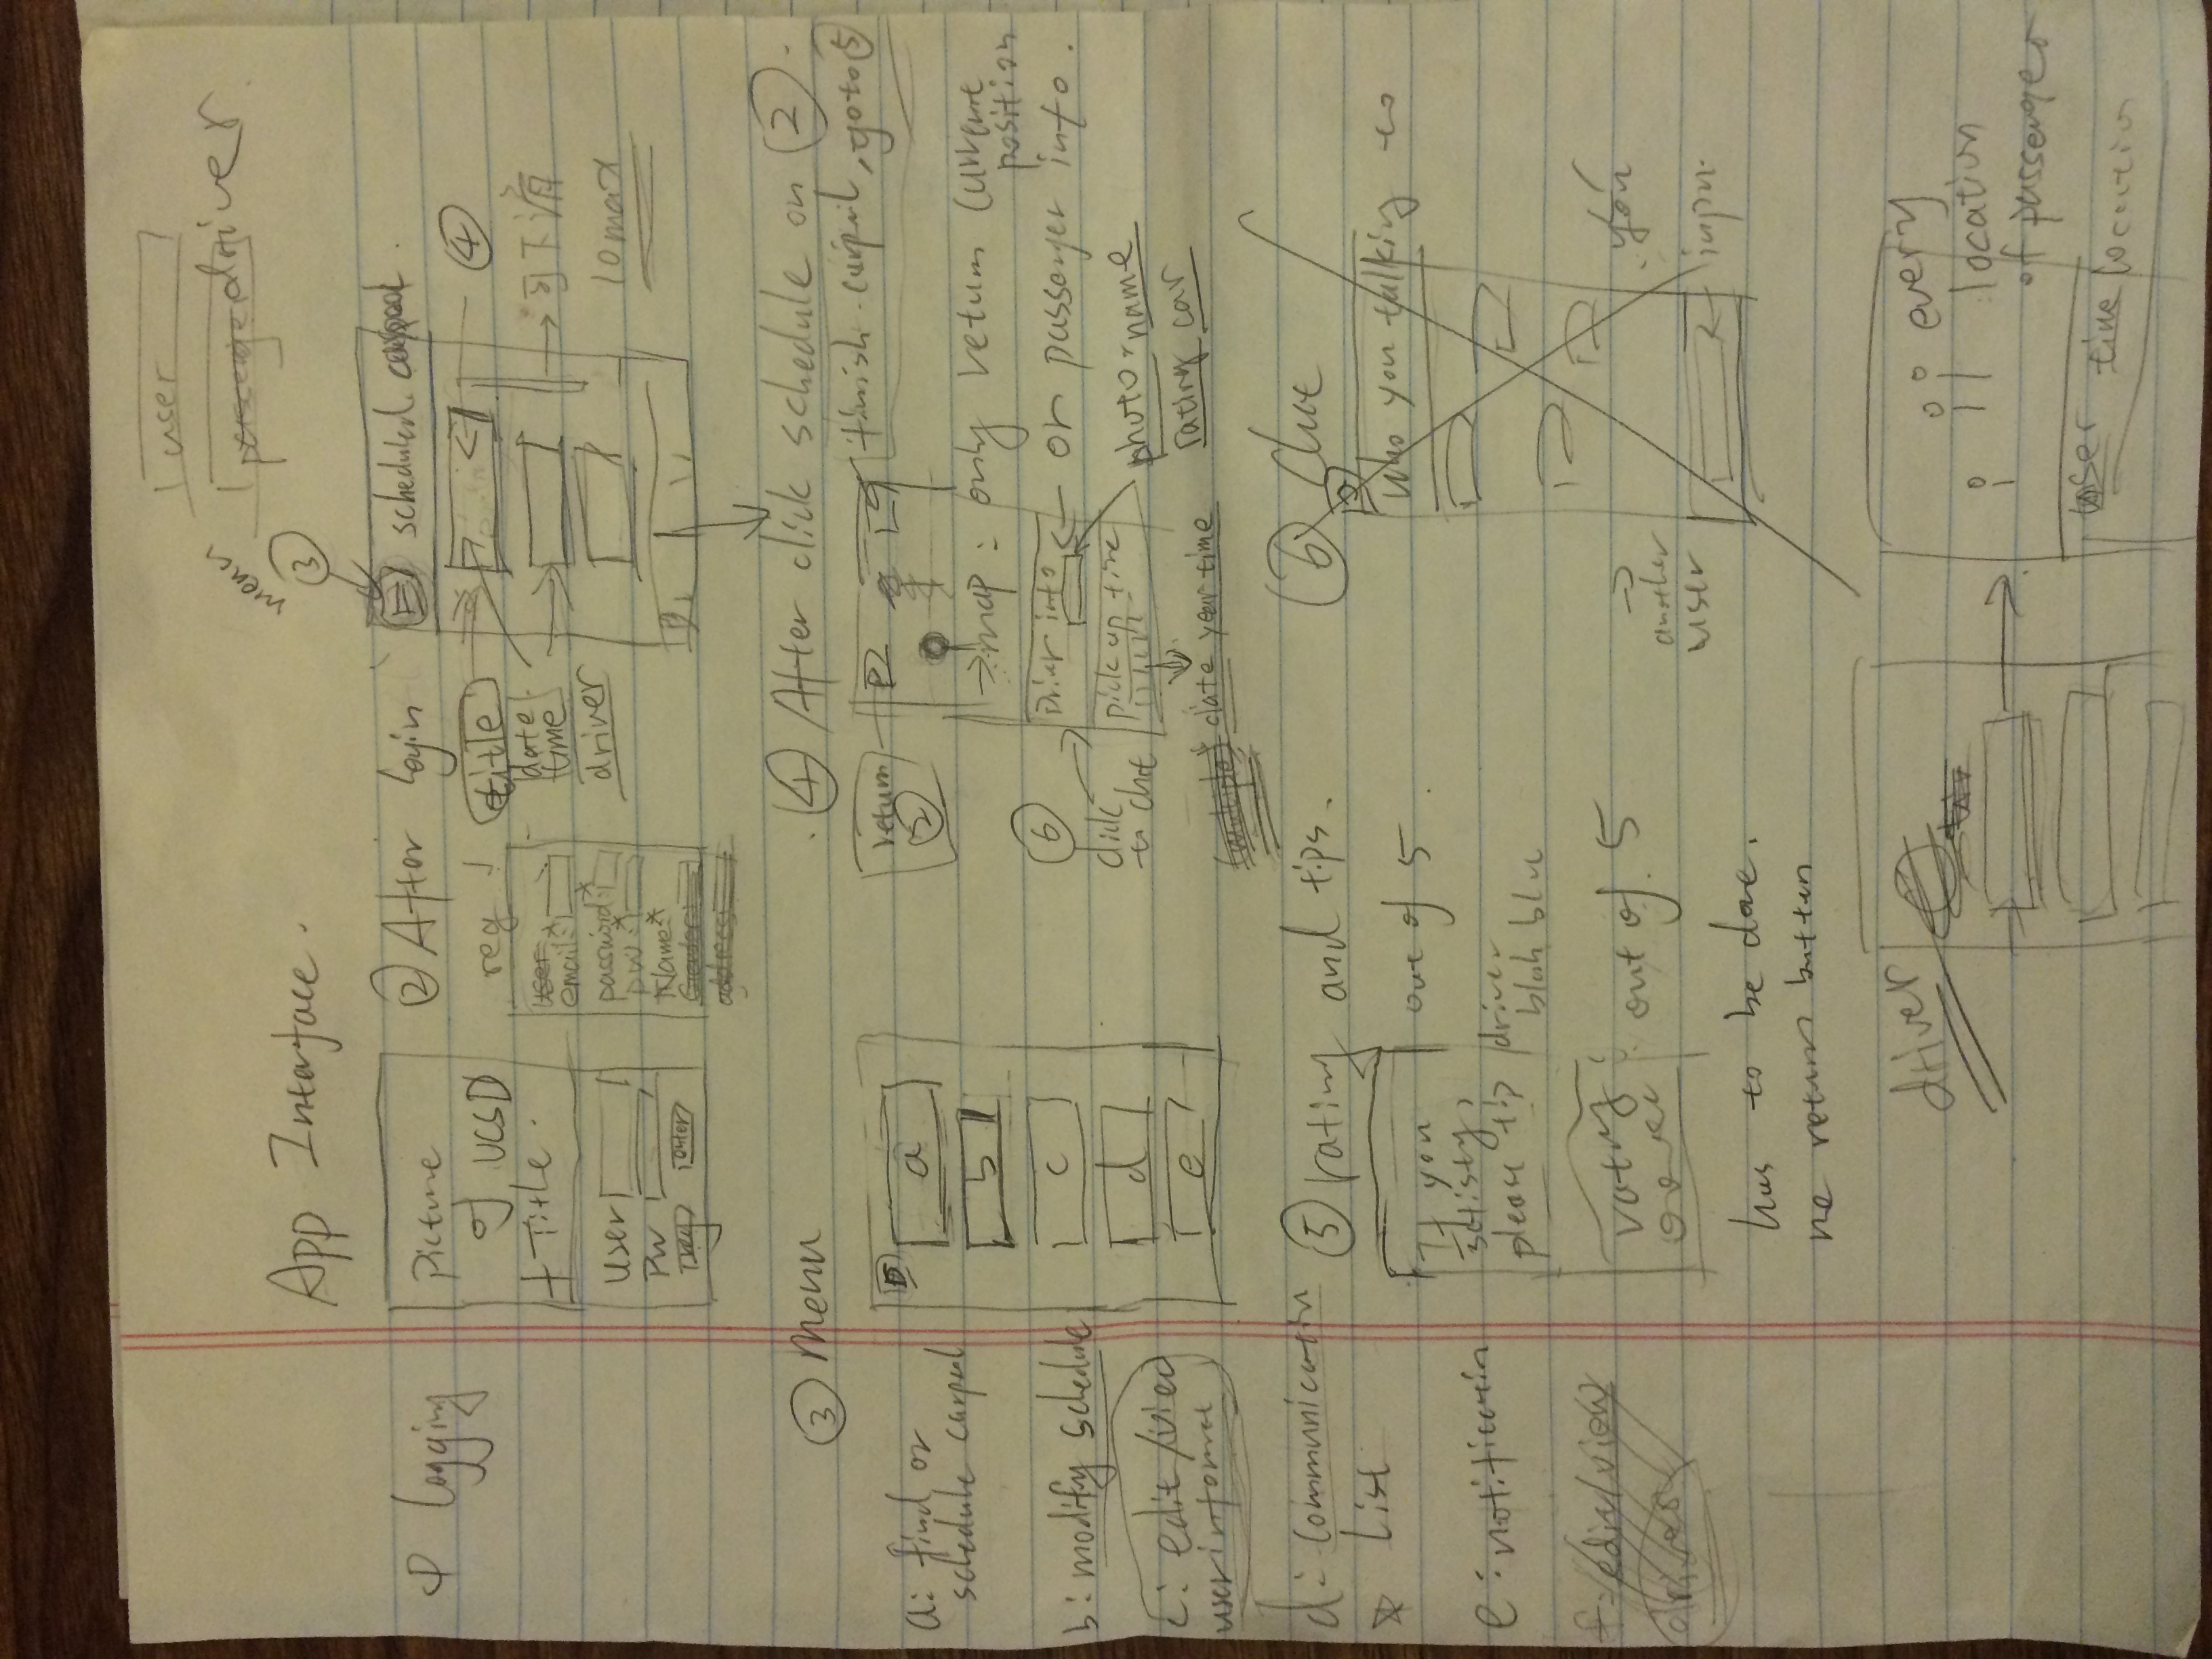 user
driver
menu
③
App Interface.
① Logging
Picture
of UCSD
+ Title.
User
PW
reg
enter
② After login
reg
user
email*
password:*
pw:*
Name*
Gender:
address:
title
date
time
driver
scheduled carpool.
④
可下滑
10 max
③ menu
a
b
c
d
e
a: find or
schedule carpool
b: modify schedule
c: edit/view
user informat
d: communication
list
e: notification
f: edit/view
driver
④ After click schedule on ②.
return
②
finish carpool, goto ⑤
map: only return current
position
Driver info
or passenger info.
⑥
click
to chat
pick up time
photo name
rating car
(multiple) date year time
⑤ rating and tips.
If you
satisfy,
please tip driver
blah blu
out of 5.
rating:
out of 5
has to be done.
no return button
⑥ Chat
who you talking to
you
another
user
input
driver
every
location
of passenger
user time location